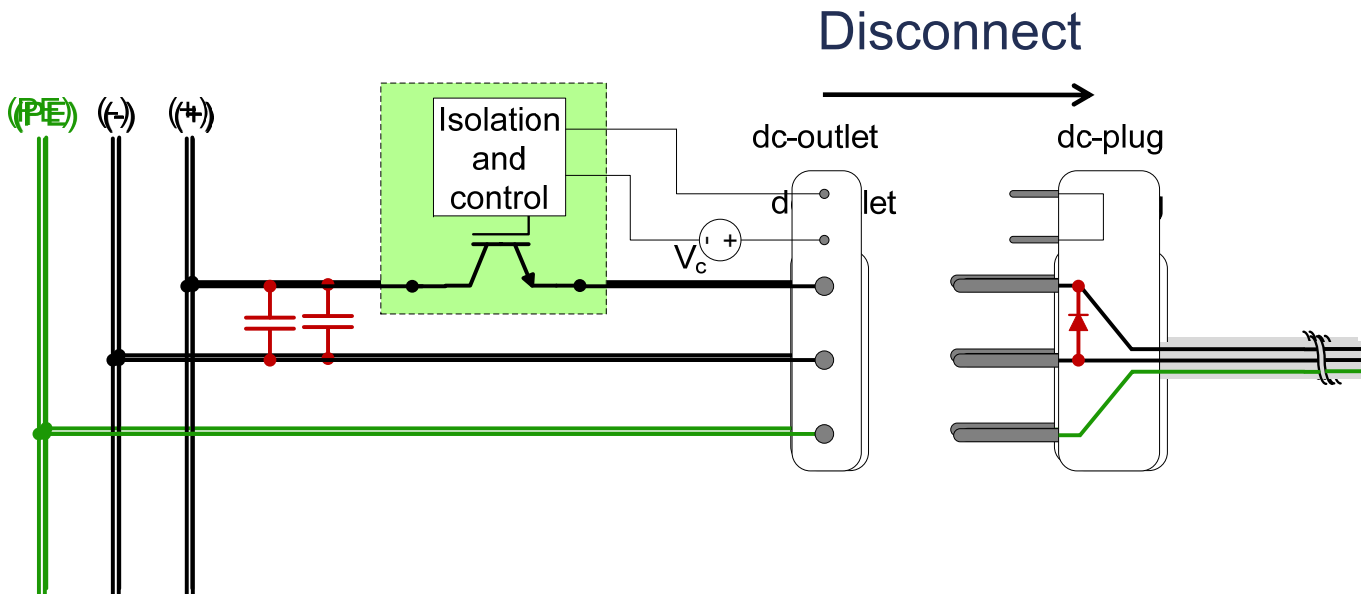 Disconnect
(PE) (-) (+)
Isolation
and
control
dc-outlet
dc-plug
- +
Vc